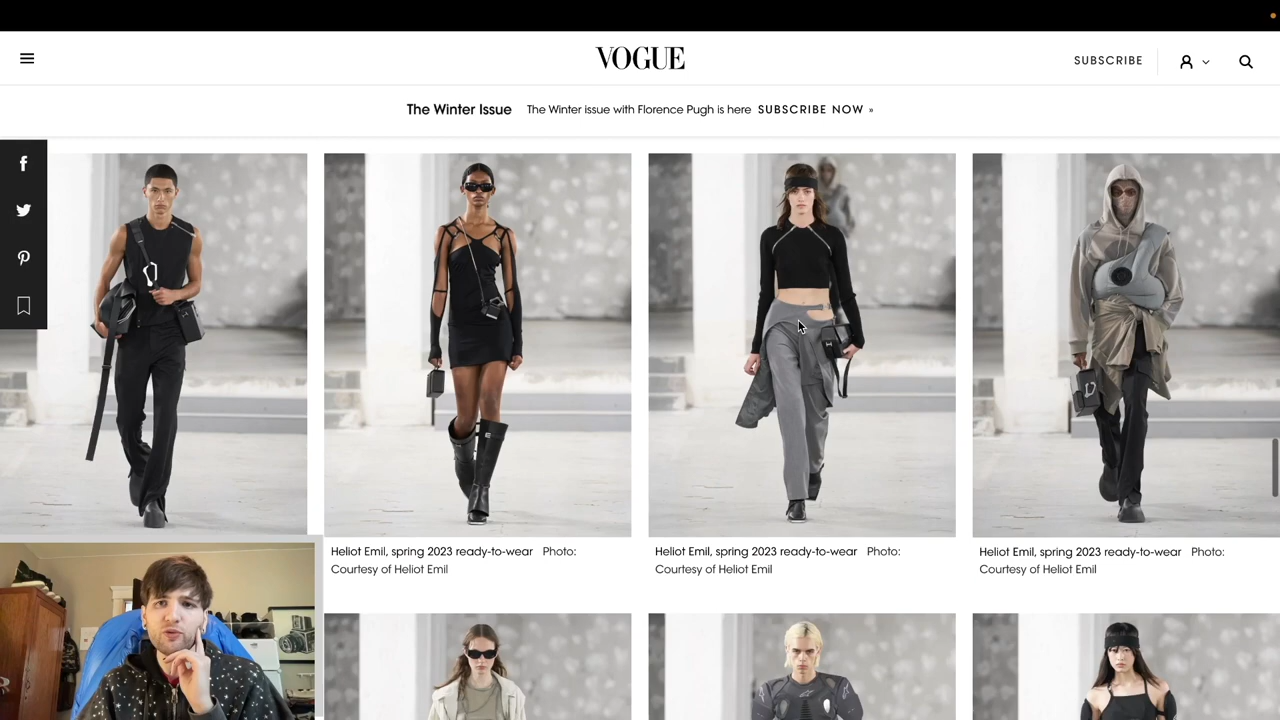 VOGUE
SUBSCRIBE
The Winter Issue The Winter issue with Florence Pugh is here SUBSCRIBE NOW »
Heliot Emil, spring 2023 ready-to-wear Photo:
Courtesy of Heliot Emil
Heliot Emil, spring 2023 ready-to-wear Photo:
Courtesy of Heliot Emil
Heliot Emil, spring 2023 ready-to-wear Photo:
Courtesy of Heliot Emil